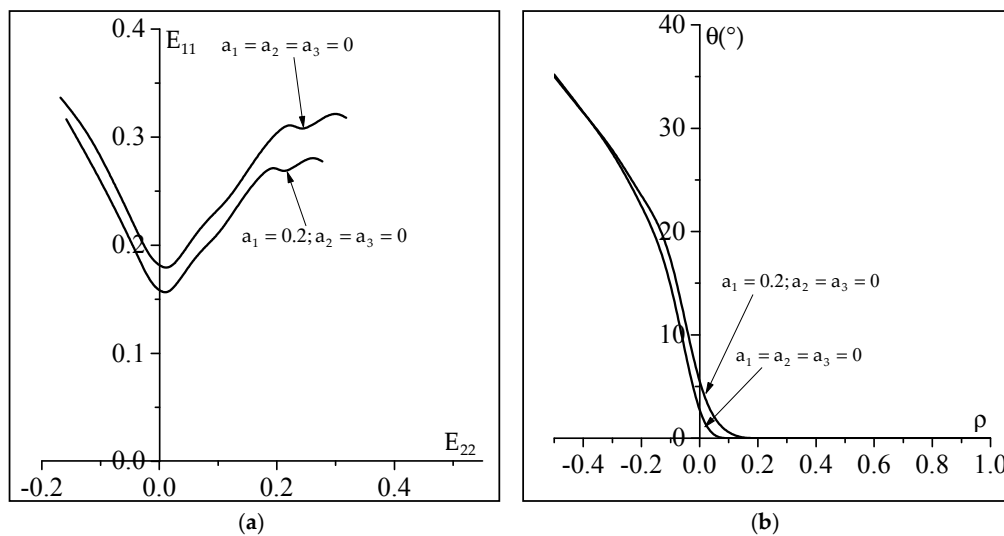 0.4
E₁₁
a₁ = a₂ = a₃ = 0
0.3
0.2
a₁ = 0.2; a₂ = a₃ = 0
0.1
0.0
E₂₂
-0.2 0.0 0.2 0.4
(a)
40
θ(°)
30
20
a₁ = 0.2; a₂ = a₃ = 0
10
a₁ = a₂ = a₃ = 0
0
ρ
-0.4 -0.2 0.0 0.2 0.4 0.6 0.8 1.0
(b)